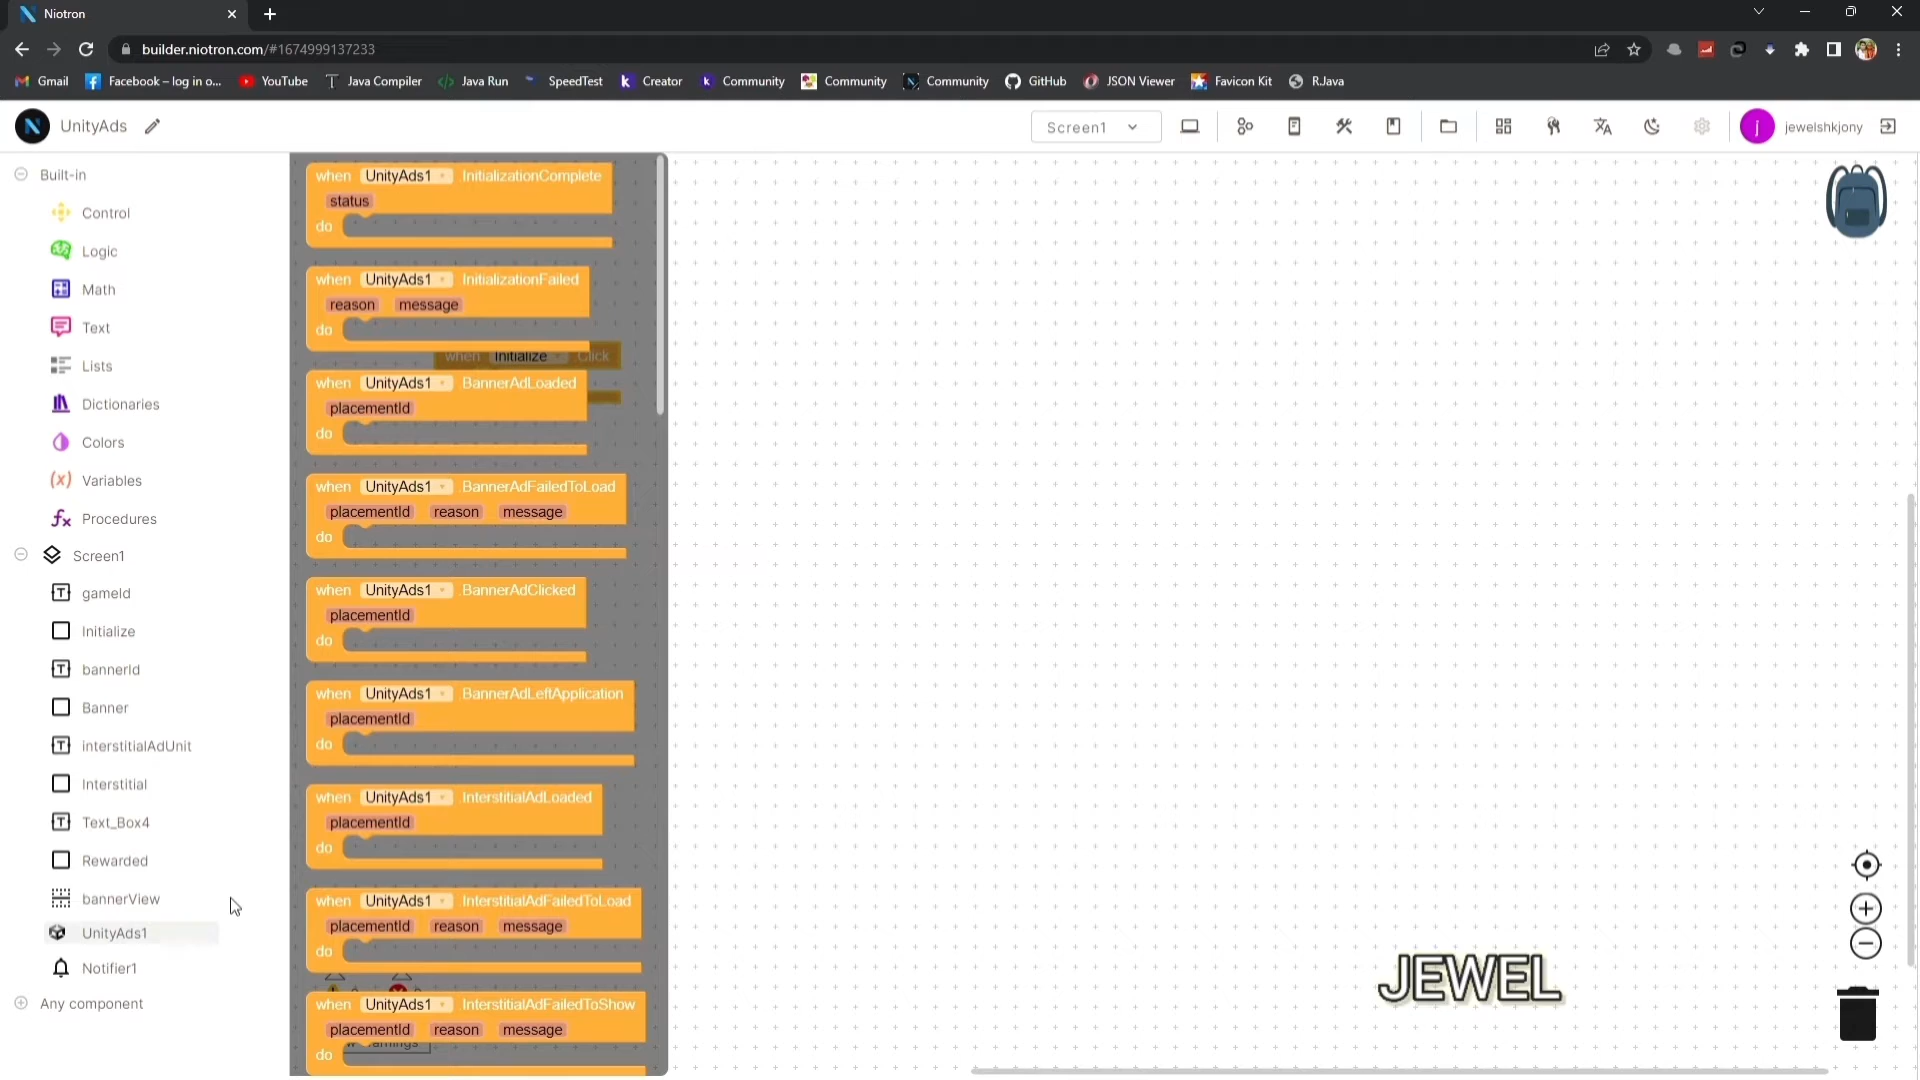 Niotron
builder.niotron.com/#1674999137233
Gmail
Facebook – log in o...
YouTube
Java Compiler
Java Run
SpeedTest
Creator
Community
Community
Community
GitHub
JSON Viewer
Favicon Kit
RJava
UnityAds
Screen1
j
jewelshkjony
Built-in
Control
Logic
Math
Text
Lists
Dictionaries
Colors
Variables
Procedures
Screen1
gameId
Initialize
bannerId
Banner
interstitialAdUnit
Interstitial
Text_Box4
Rewarded
bannerView
UnityAds1
Notifier1
Any component
when UnityAds1 .InitializationComplete
status
do
when UnityAds1 .InitializationFailed
reason message
do
when Initialize .Click
when UnityAds1 .BannerAdLoaded
placementId
do
when UnityAds1 .BannerAdFailedToLoad
placementId reason message
do
when UnityAds1 .BannerAdClicked
placementId
do
when UnityAds1 .BannerAdLeftApplication
placementId
do
when UnityAds1 .InterstitialAdLoaded
placementId
do
when UnityAds1 .InterstitialAdFailedToLoad
placementId reason message
do
when UnityAds1 .InterstitialAdFailedToShow
placementId reason message
do
JEWEL